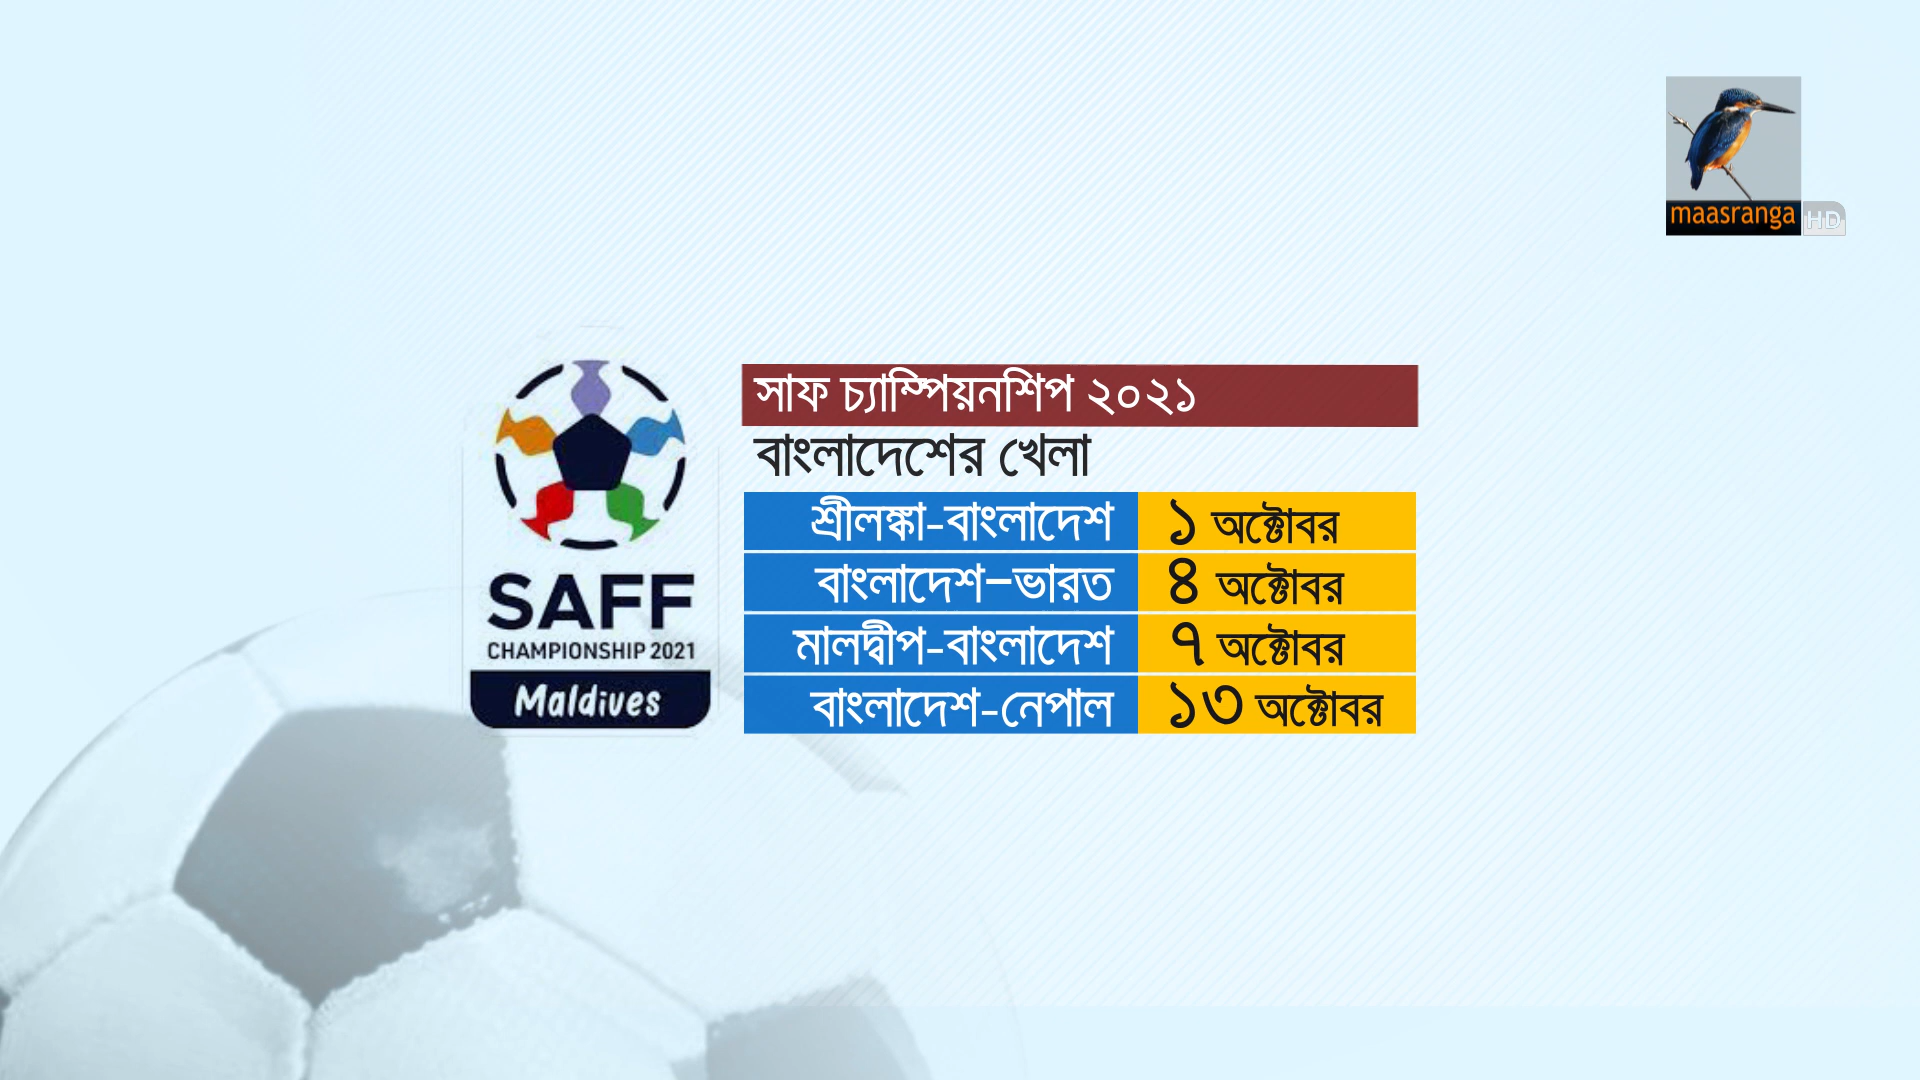 maasranga HD
সাফ চ্যাম্পিয়নশিপ ২০২১
বাংলাদেশের খেলা
শ্রীলঙ্কা-বাংলাদেশ ১ অক্টোবর
বাংলাদেশ–ভারত ৪ অক্টোবর
মালদ্বীপ-বাংলাদেশ ৭ অক্টোবর
বাংলাদেশ-নেপাল ১৩ অক্টোবর
SAFF
CHAMPIONSHIP 2021
Maldives